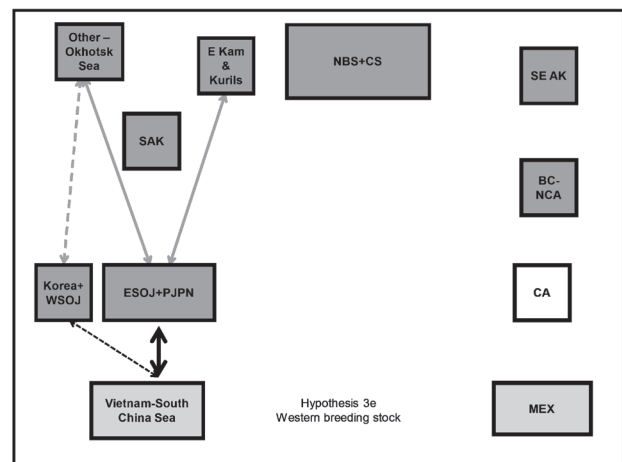 Other –
Okhotsk
Sea
E Kam
&
Kurils
NBS+CS
SE AK
SAK
BC-
NCA
Korea+
WSOJ
ESOJ+PJPN
CA
Vietnam-South
China Sea
Hypothesis 3e
Western breeding stock
MEX